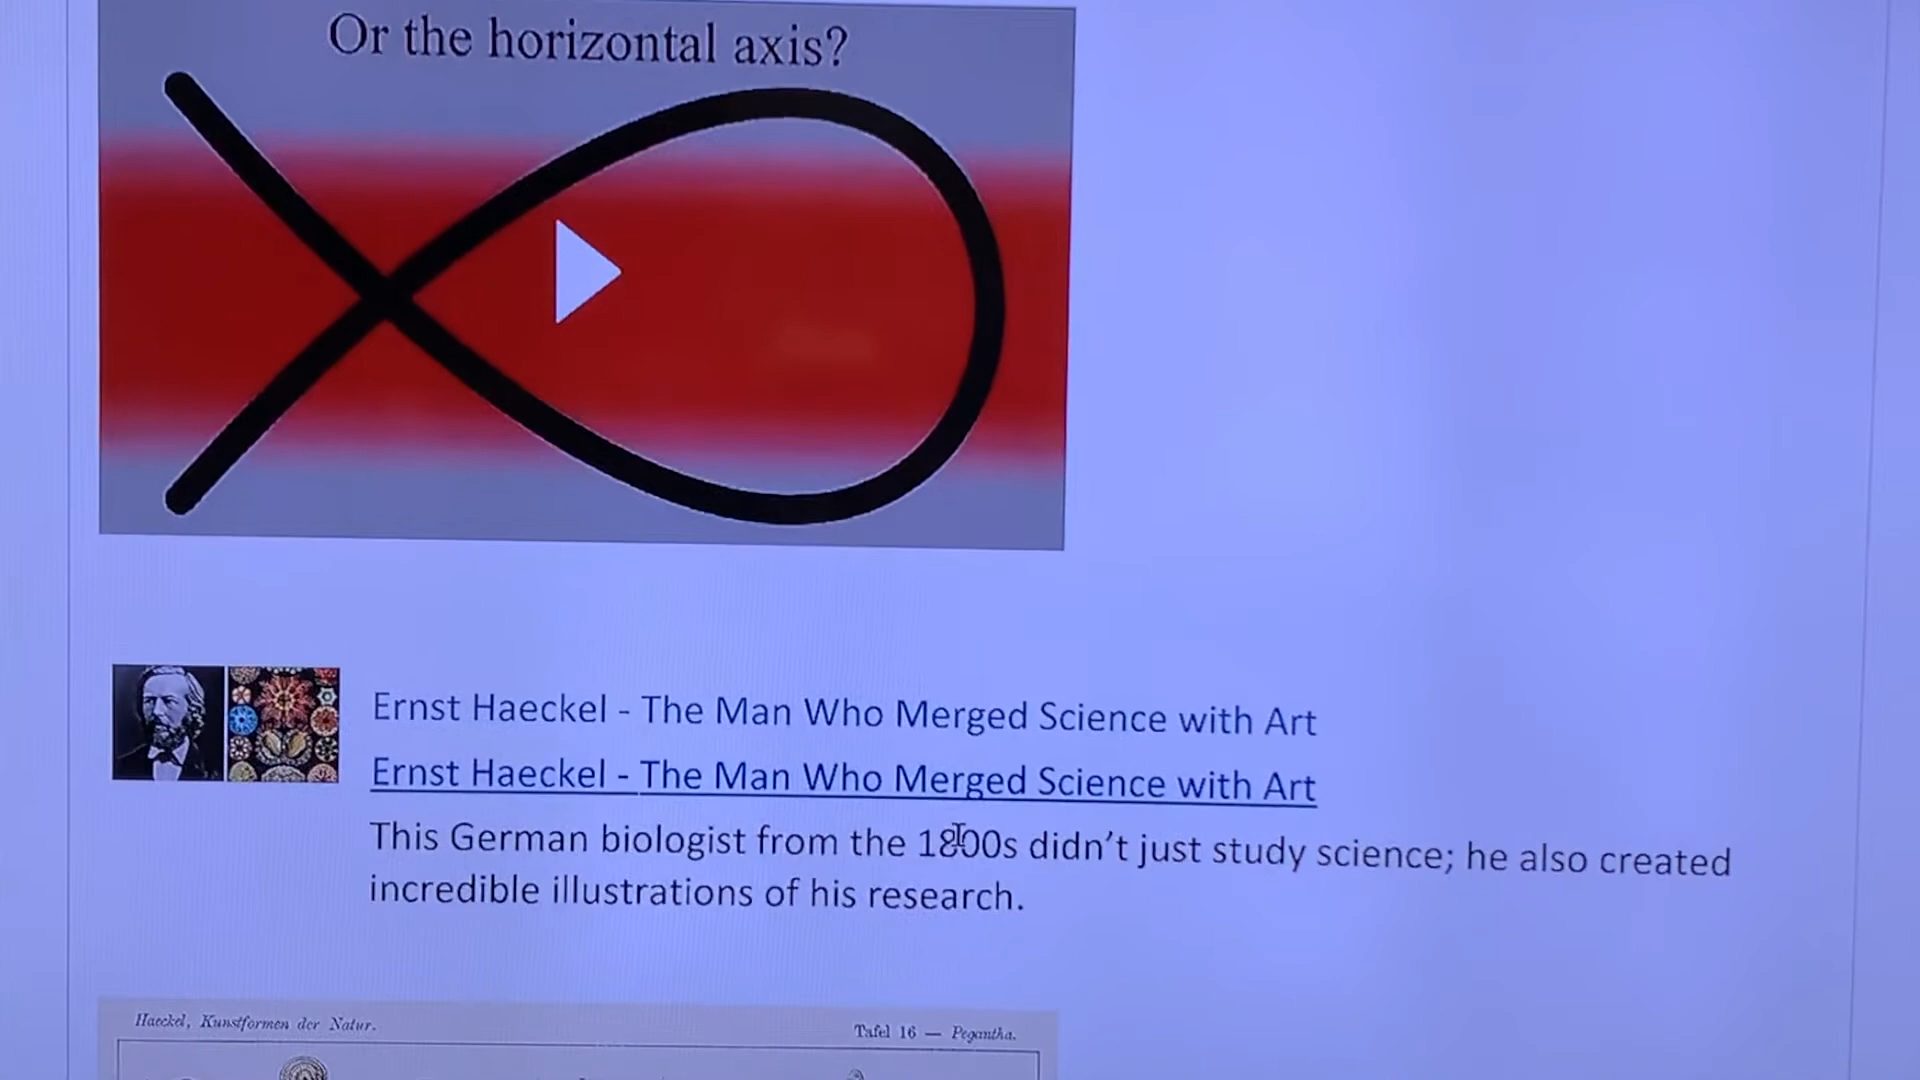 Or the horizontal axis?
Ernst Haeckel - The Man Who Merged Science with Art
Ernst Haeckel - The Man Who Merged Science with Art
This German biologist from the 1800s didn’t just study science; he also created
incredible illustrations of his research.
Haeckel, Kunstformen der Natur.
Tafel 16 — Pegantha.